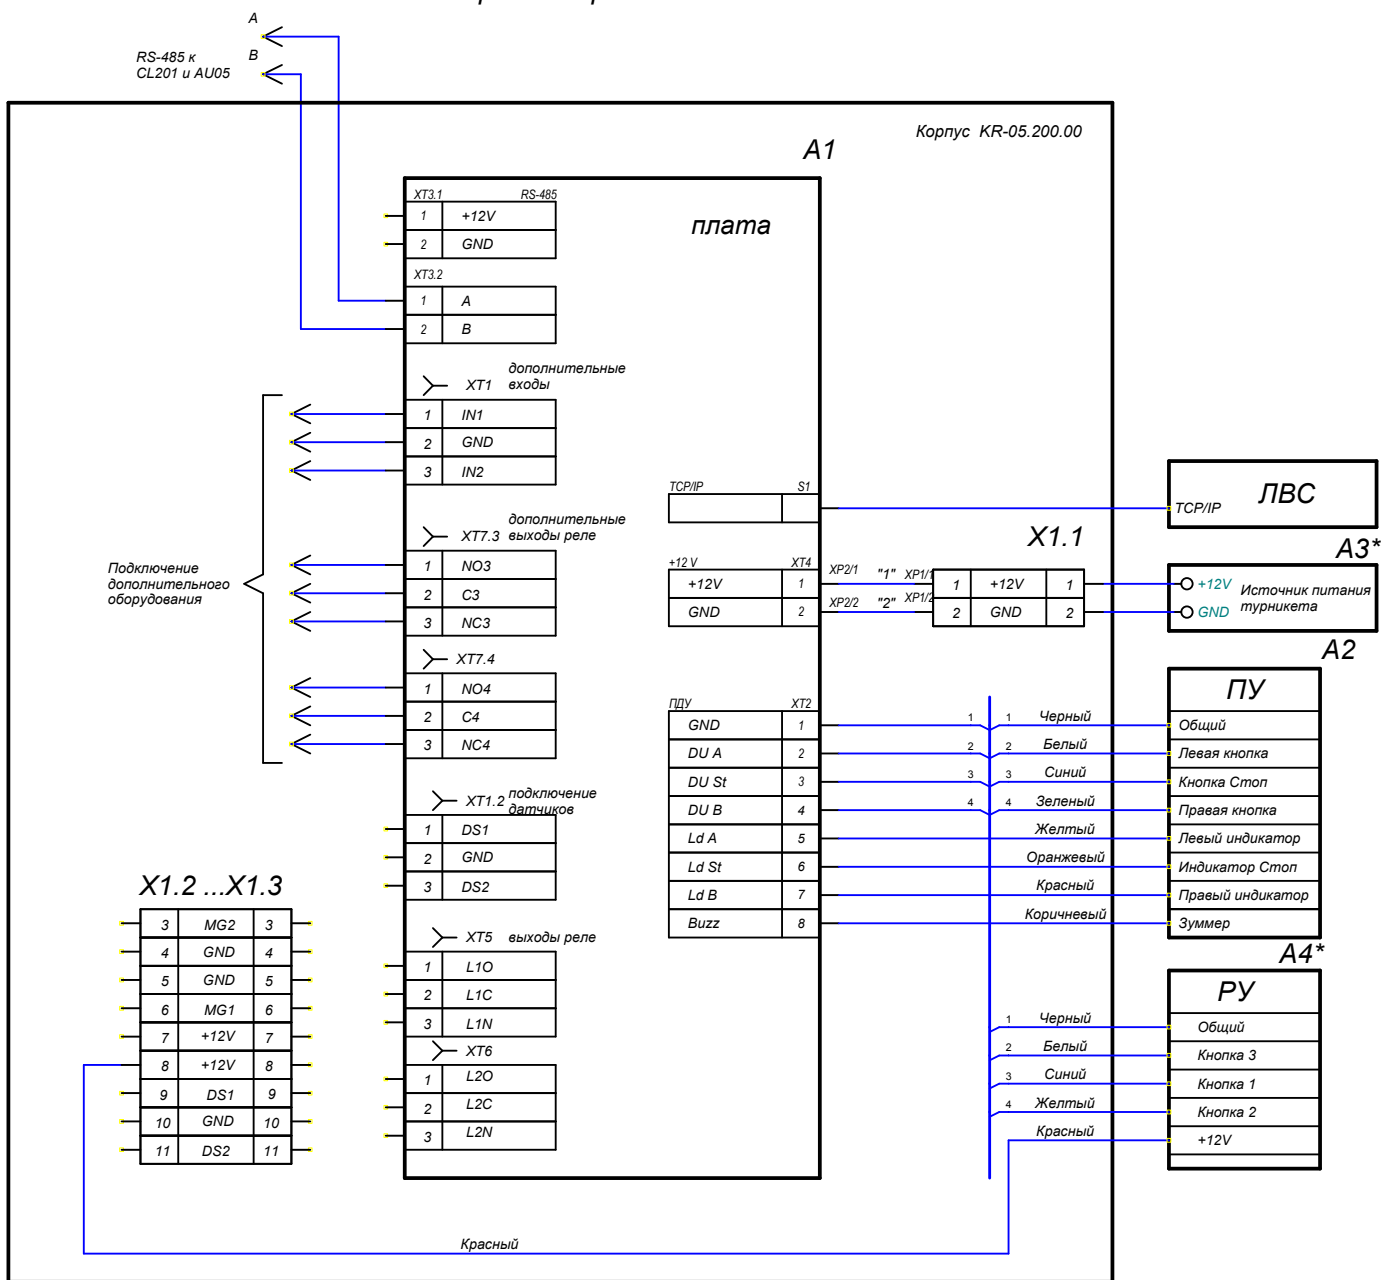 A
B
RS-485 к
CL201 и AU05
Корпус KR-05.200.00
A1
плата
XT3.1 RS-485
1 +12V
2 GND
XT3.2
1 A
2 B
XT1 дополнительные
входы
1 IN1
2 GND
3 IN2
XT7.3 дополнительные
выходы реле
1 NO3
2 C3
3 NC3
XT7.4
1 NO4
2 C4
3 NC4
Подключение
дополнительного
оборудования
XT1.2 подключение
датчиков
1 DS1
2 GND
3 DS2
XT5 выходы реле
1 L1O
2 L1C
3 L1N
XT6
1 L2O
2 L2C
3 L2N
X1.2 ...X1.3
3 MG2 3
4 GND 4
5 GND 5
6 MG1 6
7 +12V 7
8 +12V 8
9 DS1 9
10 GND 10
11 DS2 11
Красный
TCP/IP S1
+12 V XT4
+12V 1
GND 2
XP2/1 "1" XP1/1
XP2/2 "2" XP1/2
X1.1
1 +12V 1
2 GND 2
ЛВС
TCP/IP
A3*
+12V
GND
Источник питания
турникета
ПДУ XT2
GND 1
DU A 2
DU St 3
DU B 4
Ld A 5
Ld St 6
Ld B 7
Buzz 8
1 1 Черный
2 2 Белый
3 3 Синий
4 4 Зеленый
Желтый
Оранжевый
Красный
Коричневый
A2
ПУ
Общий
Левая кнопка
Кнопка Стоп
Правая кнопка
Левый индикатор
Индикатор Стоп
Правый индикатор
Зуммер
A4*
РУ
1 Черный Общий
2 Белый Кнопка 3
3 Синий Кнопка 1
4 Желтый Кнопка 2
Красный +12V